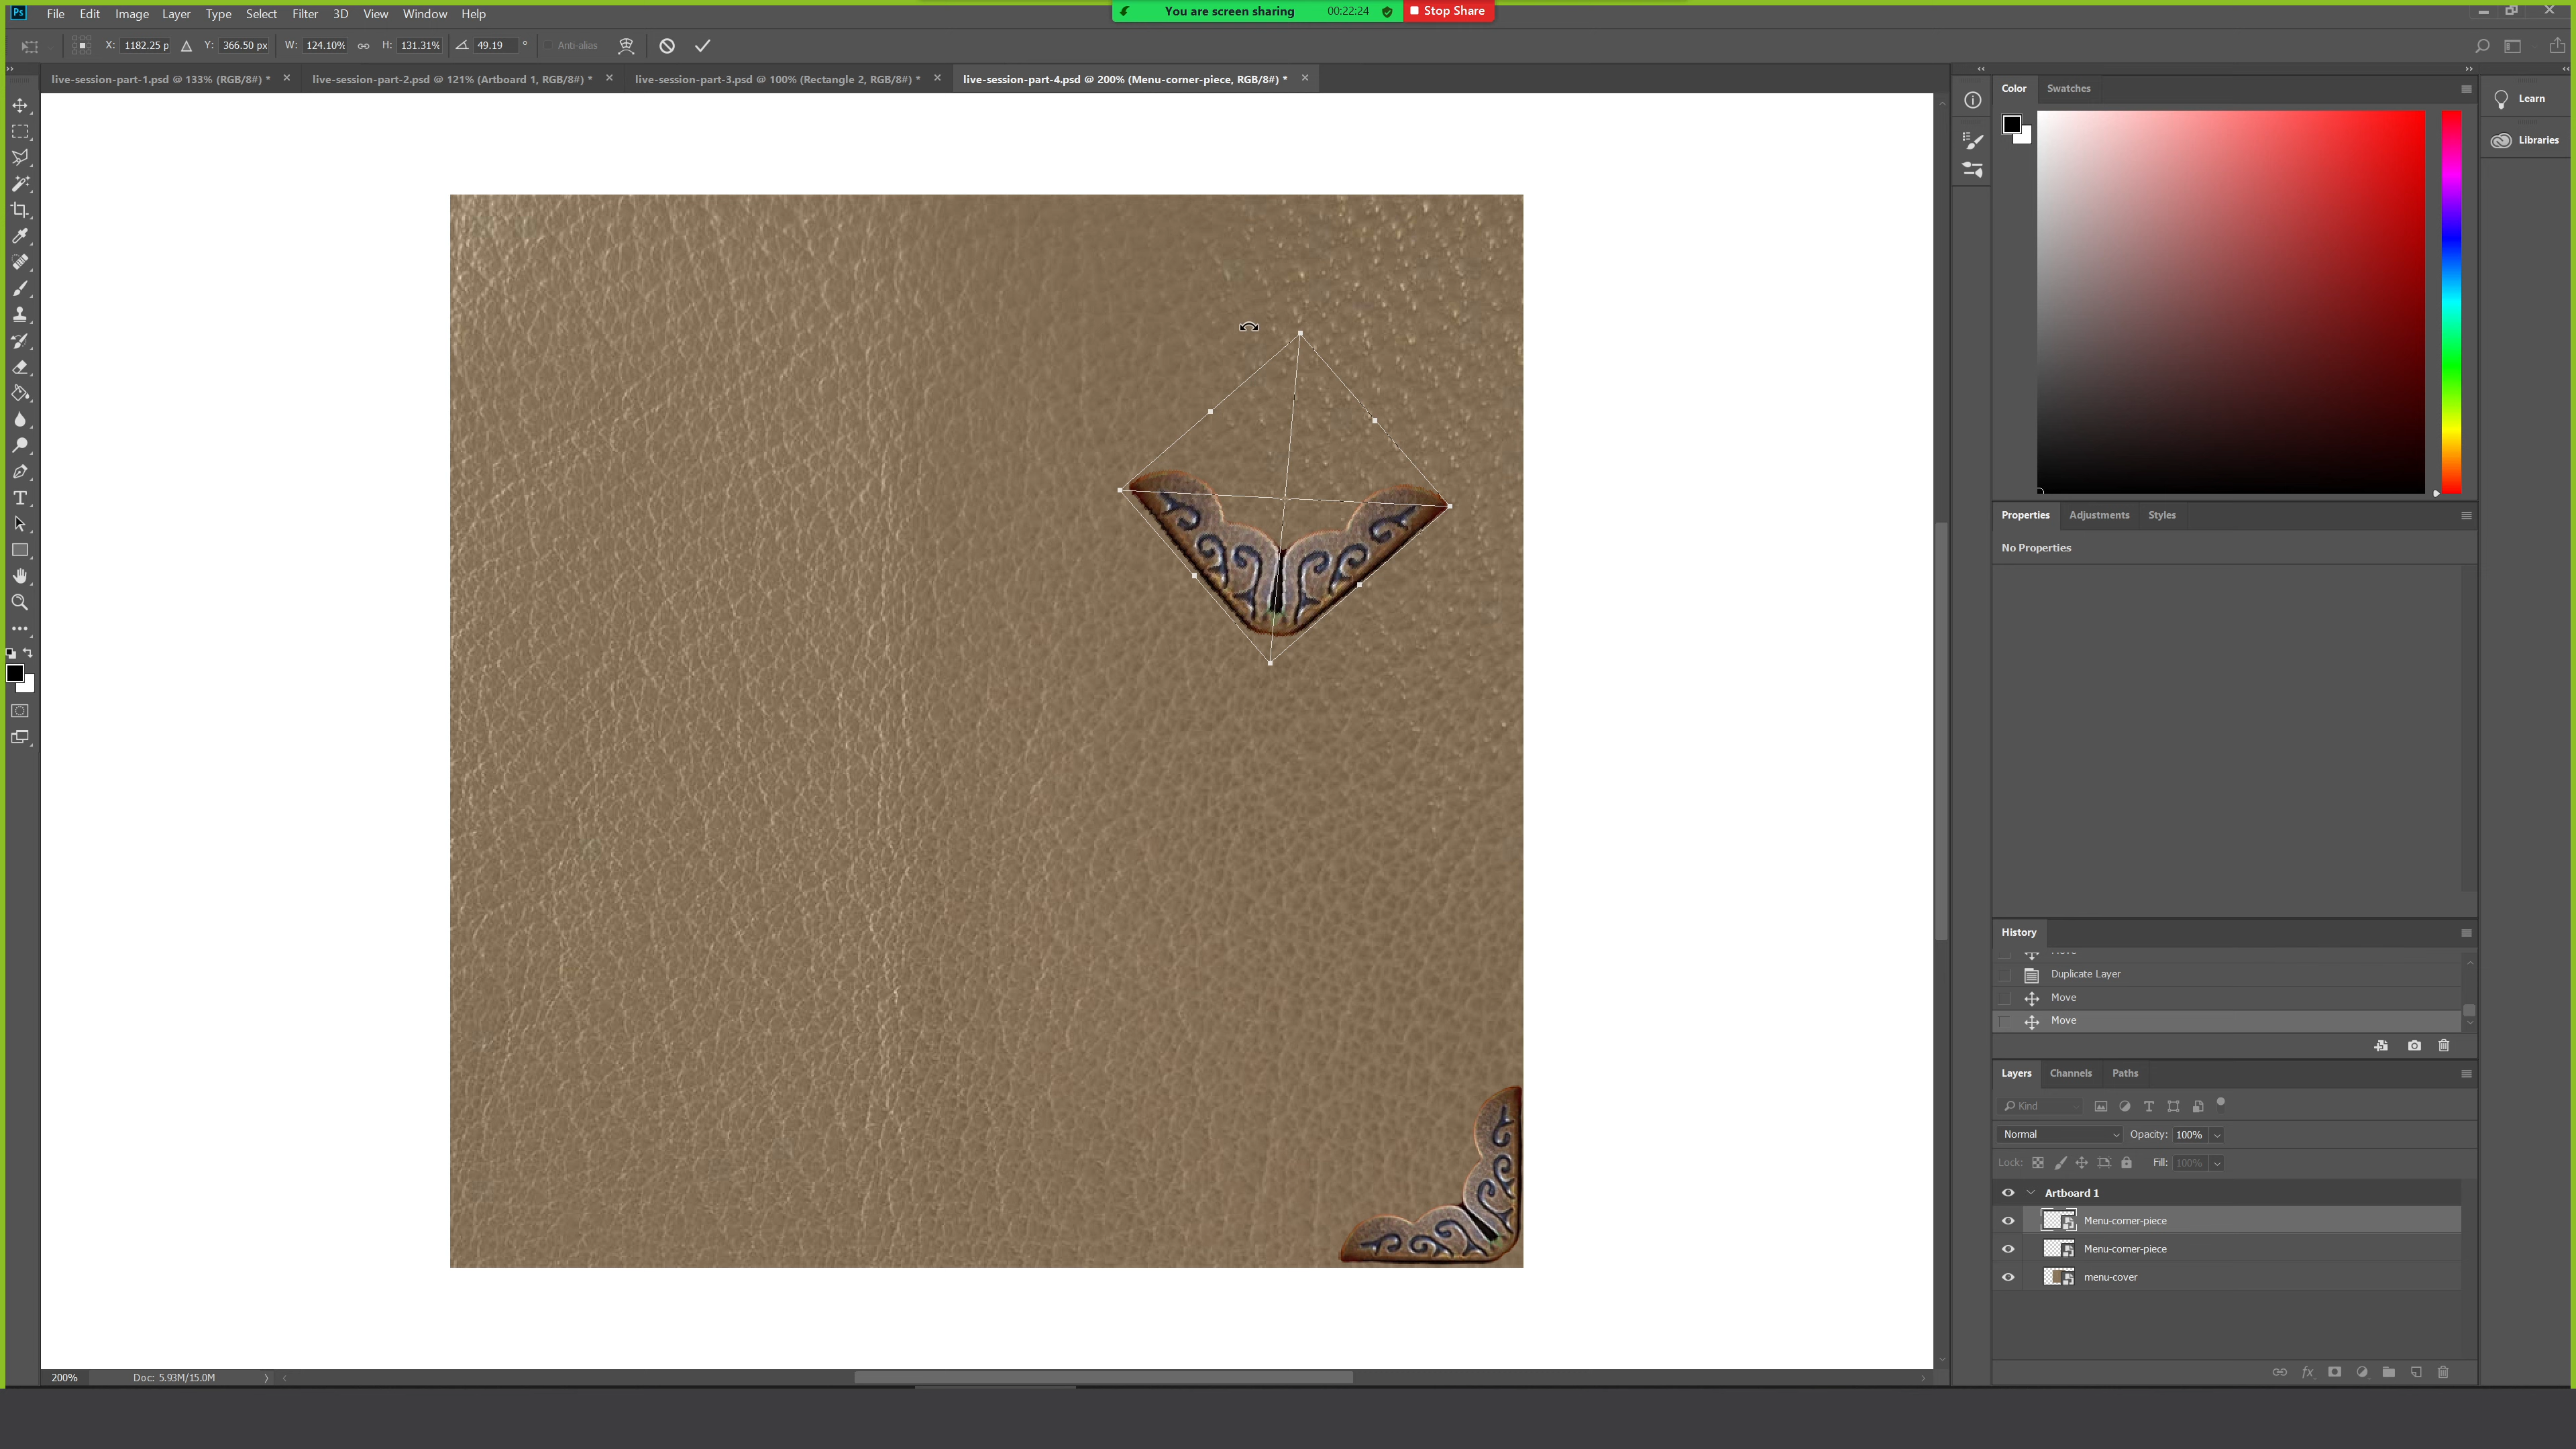 Ps File Edit Image Layer Type Select Filter 3D View Window Help
You are screen sharing 00:22:24 Stop Share
X: 1182.25 p Y: 366.50 px W: 124.10% H: 131.31% 49.19 ° Anti-alias
live-session-part-1.psd @ 133% (RGB/8#) * × live-session-part-2.psd @ 121% (Artboard 1, RGB/8#) * × live-session-part-3.psd @ 100% (Rectangle 2, RGB/8#) * × live-session-part-4.psd @ 200% (Menu-corner-piece, RGB/8#) * ×
Color Swatches
Learn
Libraries
Properties Adjustments Styles
No Properties
History
Move
Duplicate Layer
Move
Move
Layers Channels Paths
Kind
Normal Opacity: 100%
Lock: Fill: 100%
Artboard 1
Menu-corner-piece
Menu-corner-piece
menu-cover
200% Doc: 5.93M/15.0M